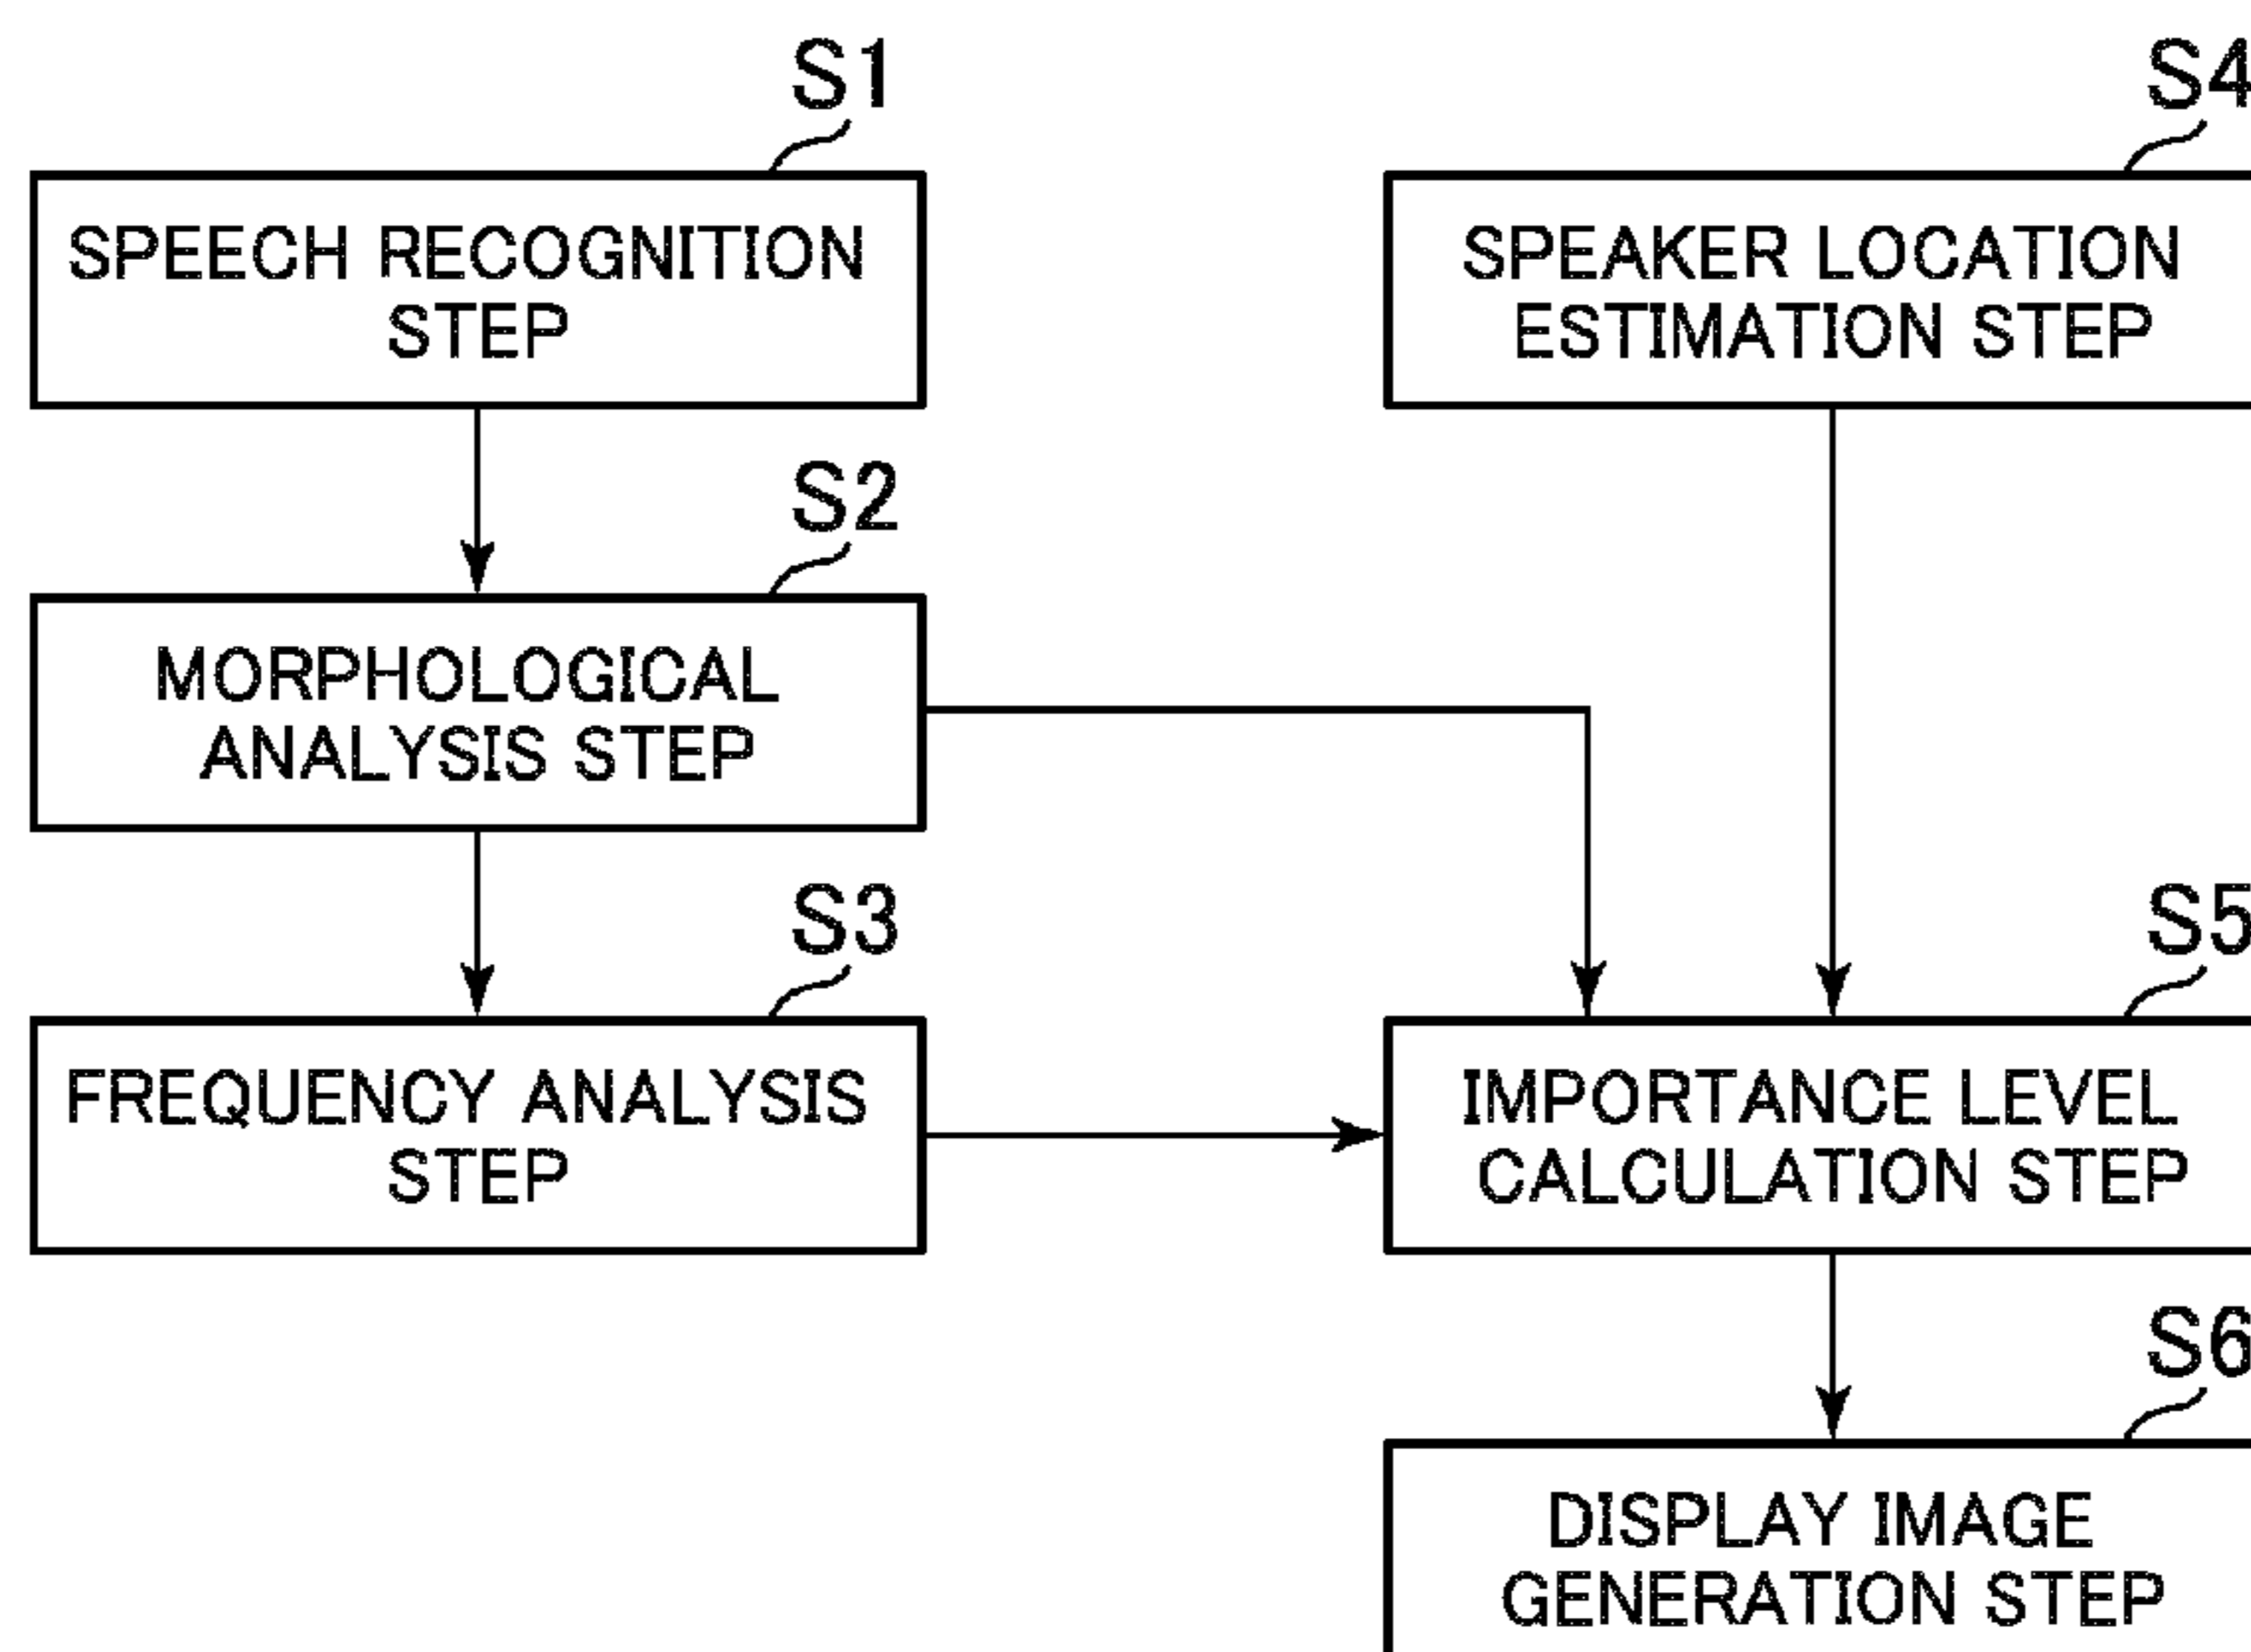 S1
SPEECH RECOGNITION
STEP
S4
SPEAKER LOCATION
ESTIMATION STEP
S2
MORPHOLOGICAL
ANALYSIS STEP
S3
FREQUENCY ANALYSIS
STEP
S5
IMPORTANCE LEVEL
CALCULATION STEP
S6
DISPLAY IMAGE
GENERATION STEP